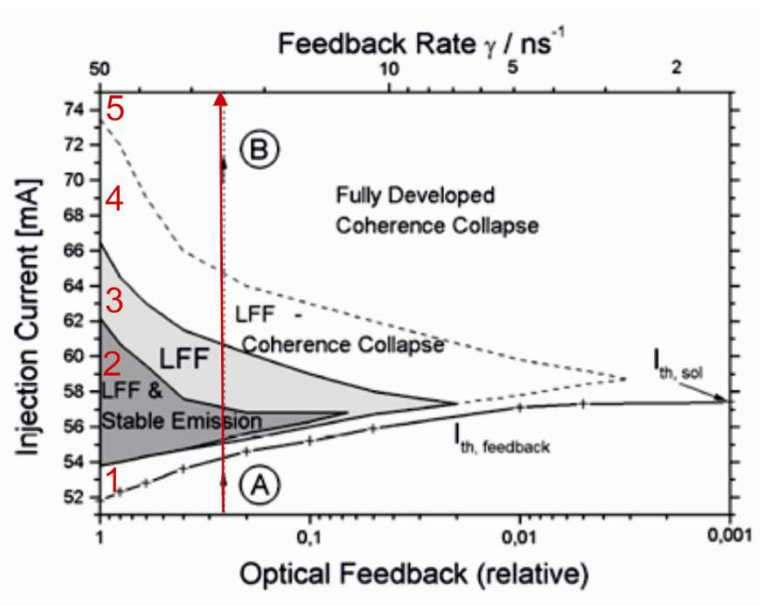 Feedback Rate γ / ns⁻¹
50 10 5 2
74
72
70
68
66
64
62
60
58
56
54
52
Injection Current [mA]
5
4
3
2
1
B
Fully Developed
Coherence Collapse
LFF -
Coherence Collapse
LFF
LFF &
Stable Emission
I th, sol
I th, feedback
A
1 0,1 0,01 0,001
Optical Feedback (relative)